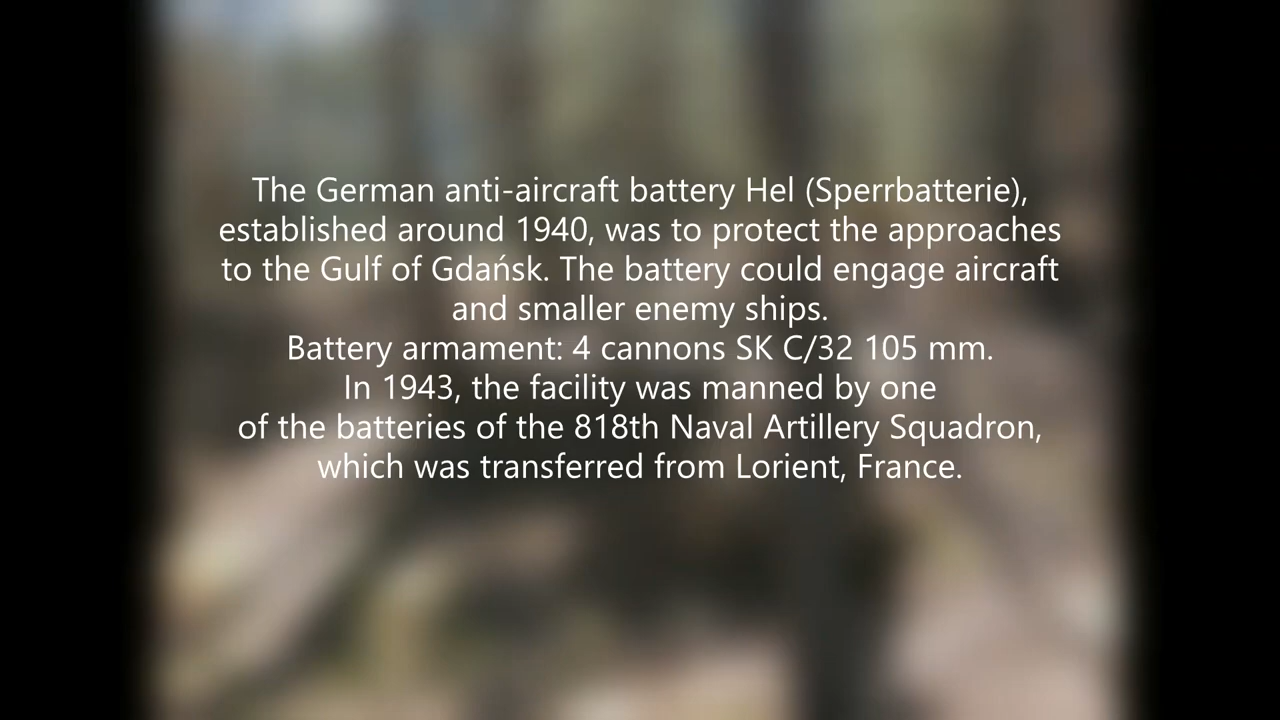 The German anti-aircraft battery Hel (Sperrbatterie),
established around 1940, was to protect the approaches
to the Gulf of Gdańsk. The battery could engage aircraft
and smaller enemy ships.
Battery armament: 4 cannons SK C/32 105 mm.
In 1943, the facility was manned by one
of the batteries of the 818th Naval Artillery Squadron,
which was transferred from Lorient, France.